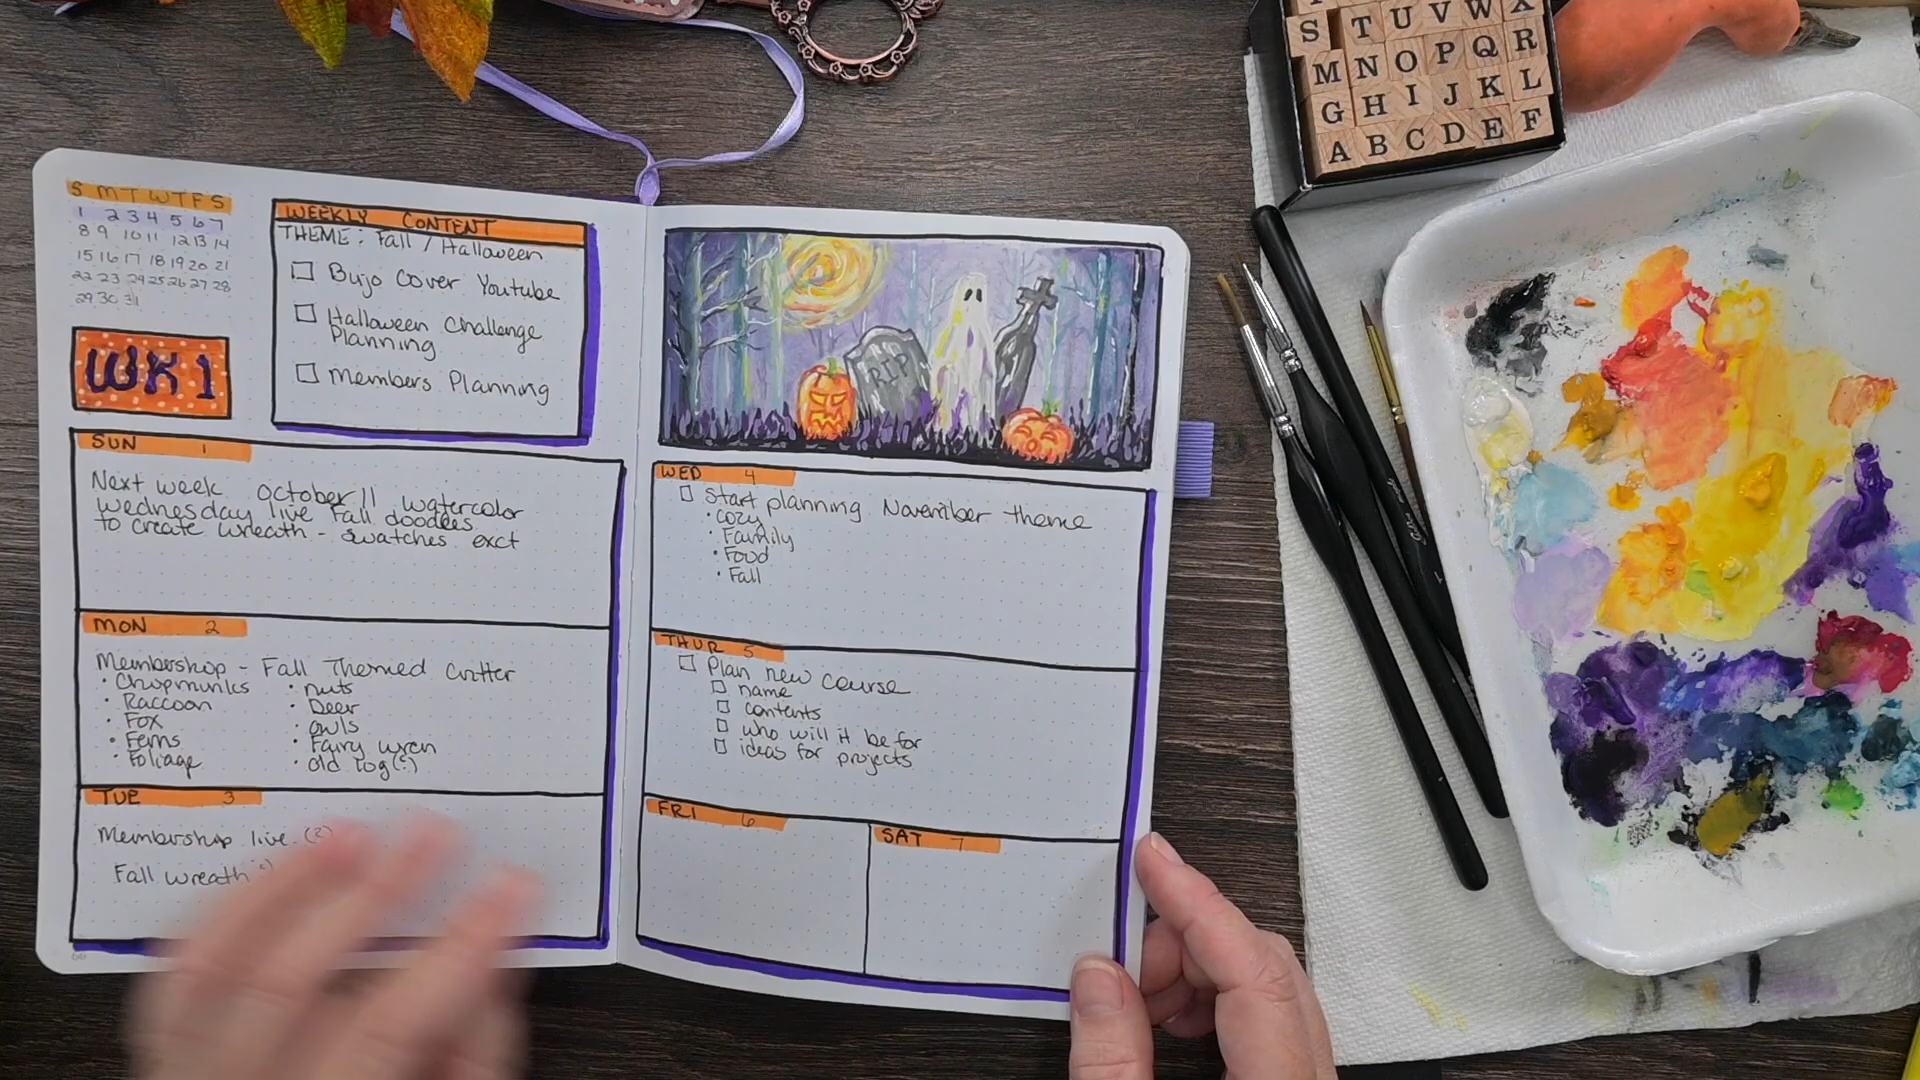 S M T W T F S
1 2 3 4 5 6 7
8 9 10 11 12 13 14
15 16 17 18 19 20 21
22 23 24 25 26 27 28
29 30 31
WK 1
WEEKLY CONTENT
THEME: Fall / Halloween
Bujo Cover Youtube
Halloween Challenge
Planning
Members Planning
SUN 1
Next week October 11 watercolor
Wednesday live Fall doodles
to create wreath - swatches exct
MON 2
Membershop - Fall Themed Critter
• Chipmunks
• Raccoon
• Fox
• Ferns
• Foliage
• nuts
• Deer
• owls
• Fairy wren
• old log(?)
TUE 3
Membership live (2)
Fall wreath
RIP
WED 4
Start planning November theme
• Cozy
• Family
• Food
• Fall
THUR 5
Plan new course
name
contents
who will it be for
ideas for projects
FRI 6
SAT 7
S T U V W X
M N O P Q R
G H I J K L
A B C D E F